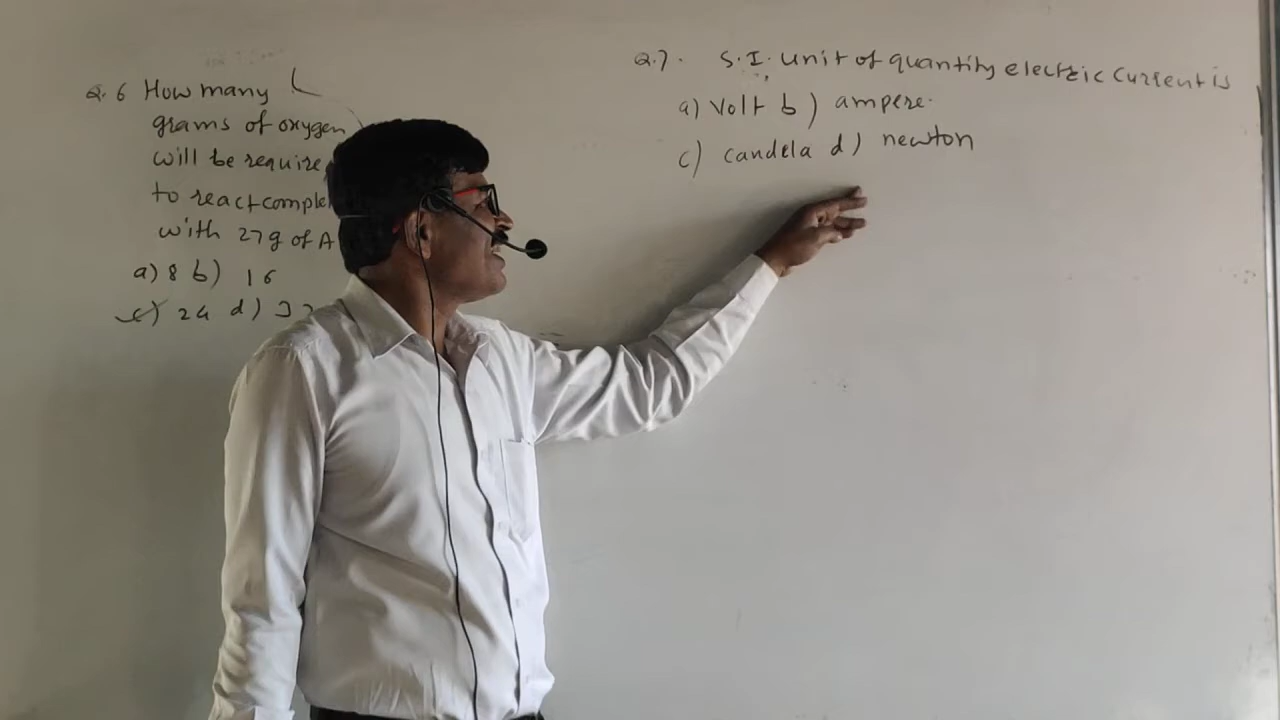 Q.6 How many
grams of oxygen
will be require
to react comple
with 27g of A
a) 8 b) 16
c) 24 d) 32
Q.7. S.I. unit of quantity electric current is
a) Volt b) ampere.
c) candela d) newton